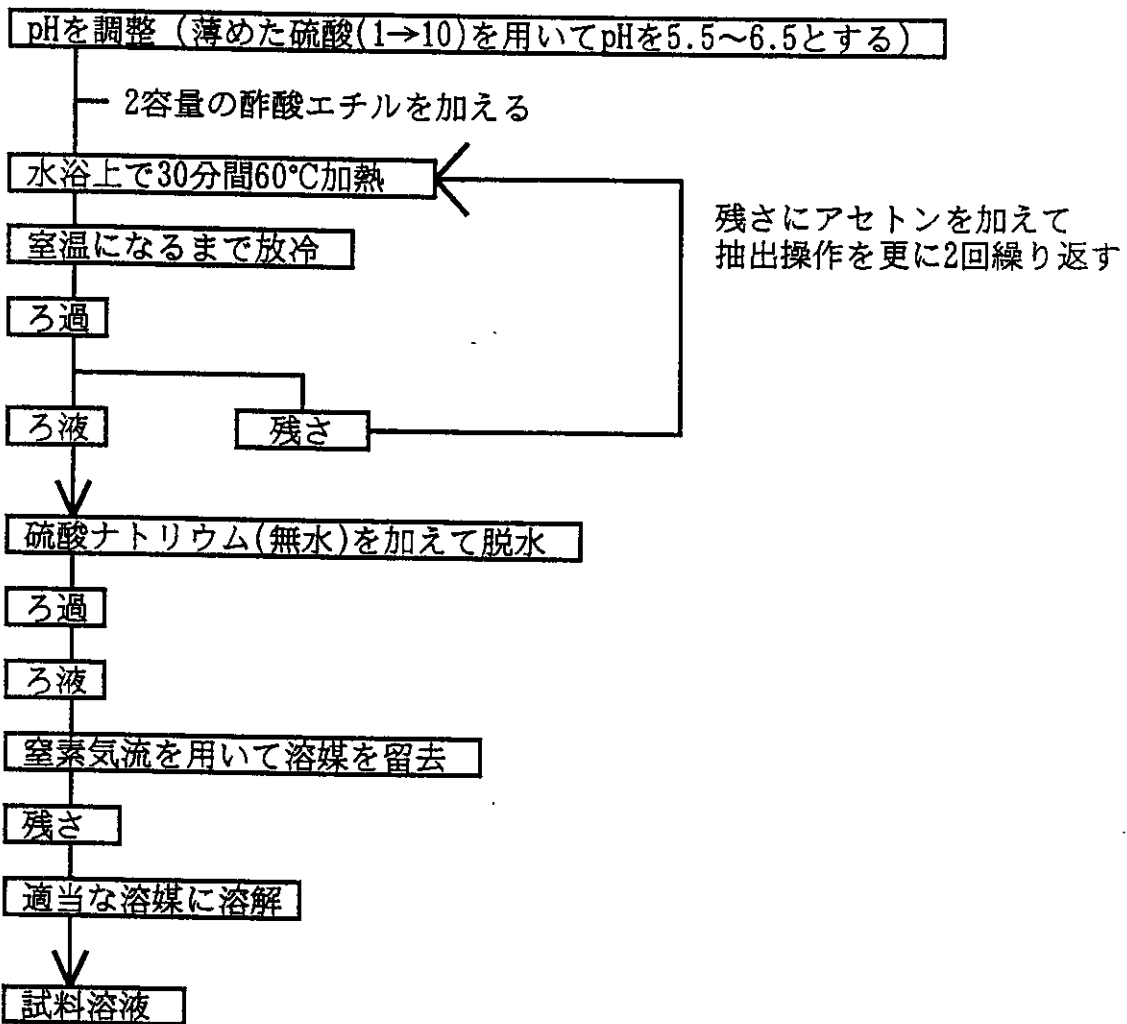 pHを調整（薄めた硫酸(1→10)を用いてpHを5.5～6.5とする）
2容量の酢酸エチルを加える
水浴上で30分間60℃加熱
残さにアセトンを加えて
抽出操作を更に2回繰り返す
室温になるまで放冷
ろ過
ろ液
残さ
硫酸ナトリウム(無水)を加えて脱水
ろ過
ろ液
窒素気流を用いて溶媒を留去
残さ
適当な溶媒に溶解
試料溶液